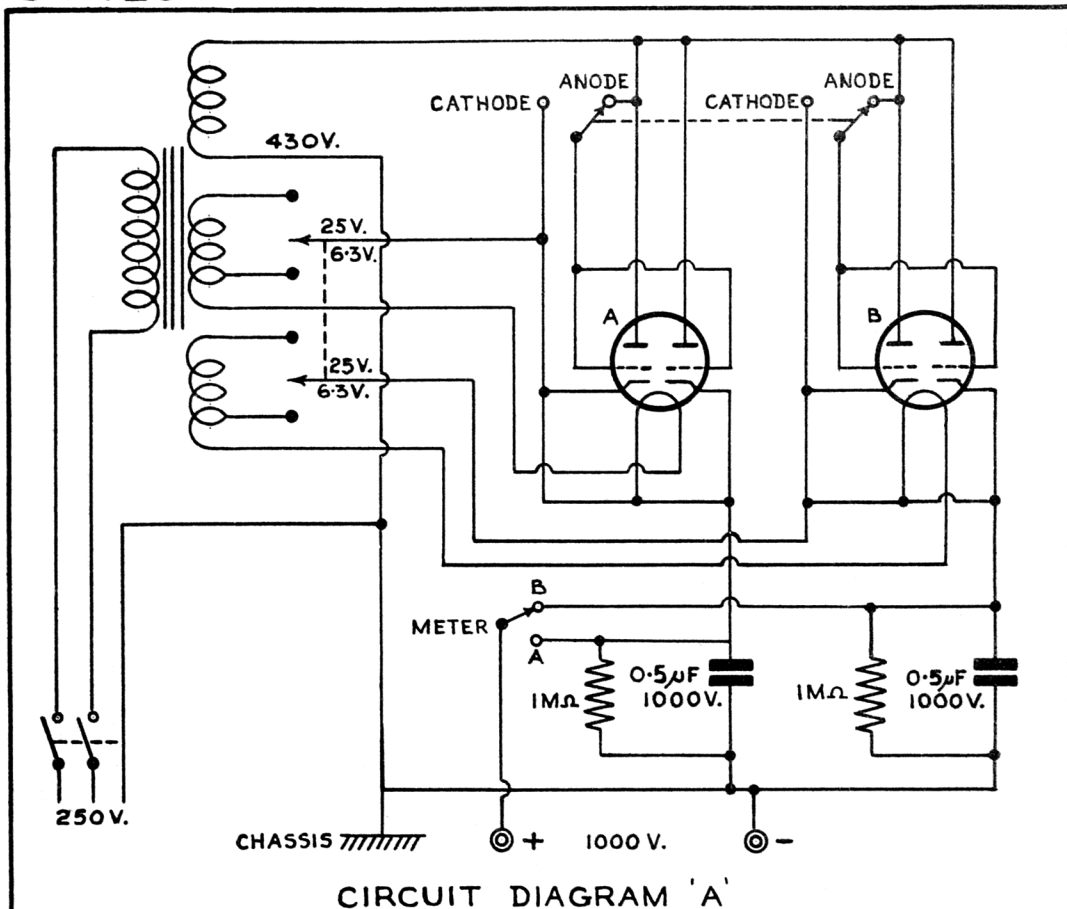 ANODE
ANODE
CATHODE
CATHODE
430V.
25V.
6·3V.
A
B
25V.
6·3V.
B
METER
A
1MΩ
0·5μF
1000V.
1MΩ
0·5μF
1000V.
250V.
CHASSIS
+
1000 V.
-
CIRCUIT DIAGRAM 'A'